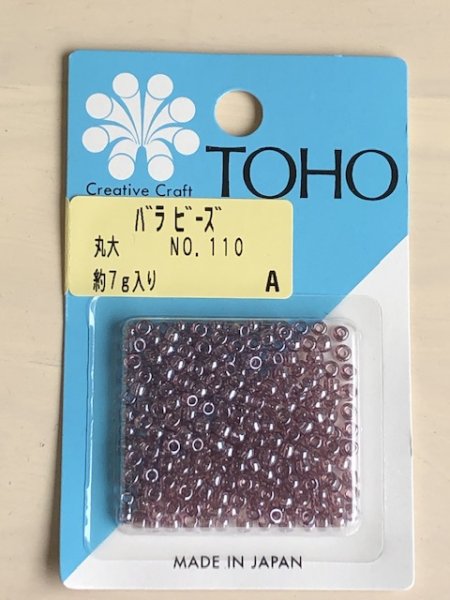 Creative Craft
TOHO
ﾊﾞﾗ ﾋﾞｰｽﾞ
丸大 NO.110
約7g入り A
MADE IN JAPAN